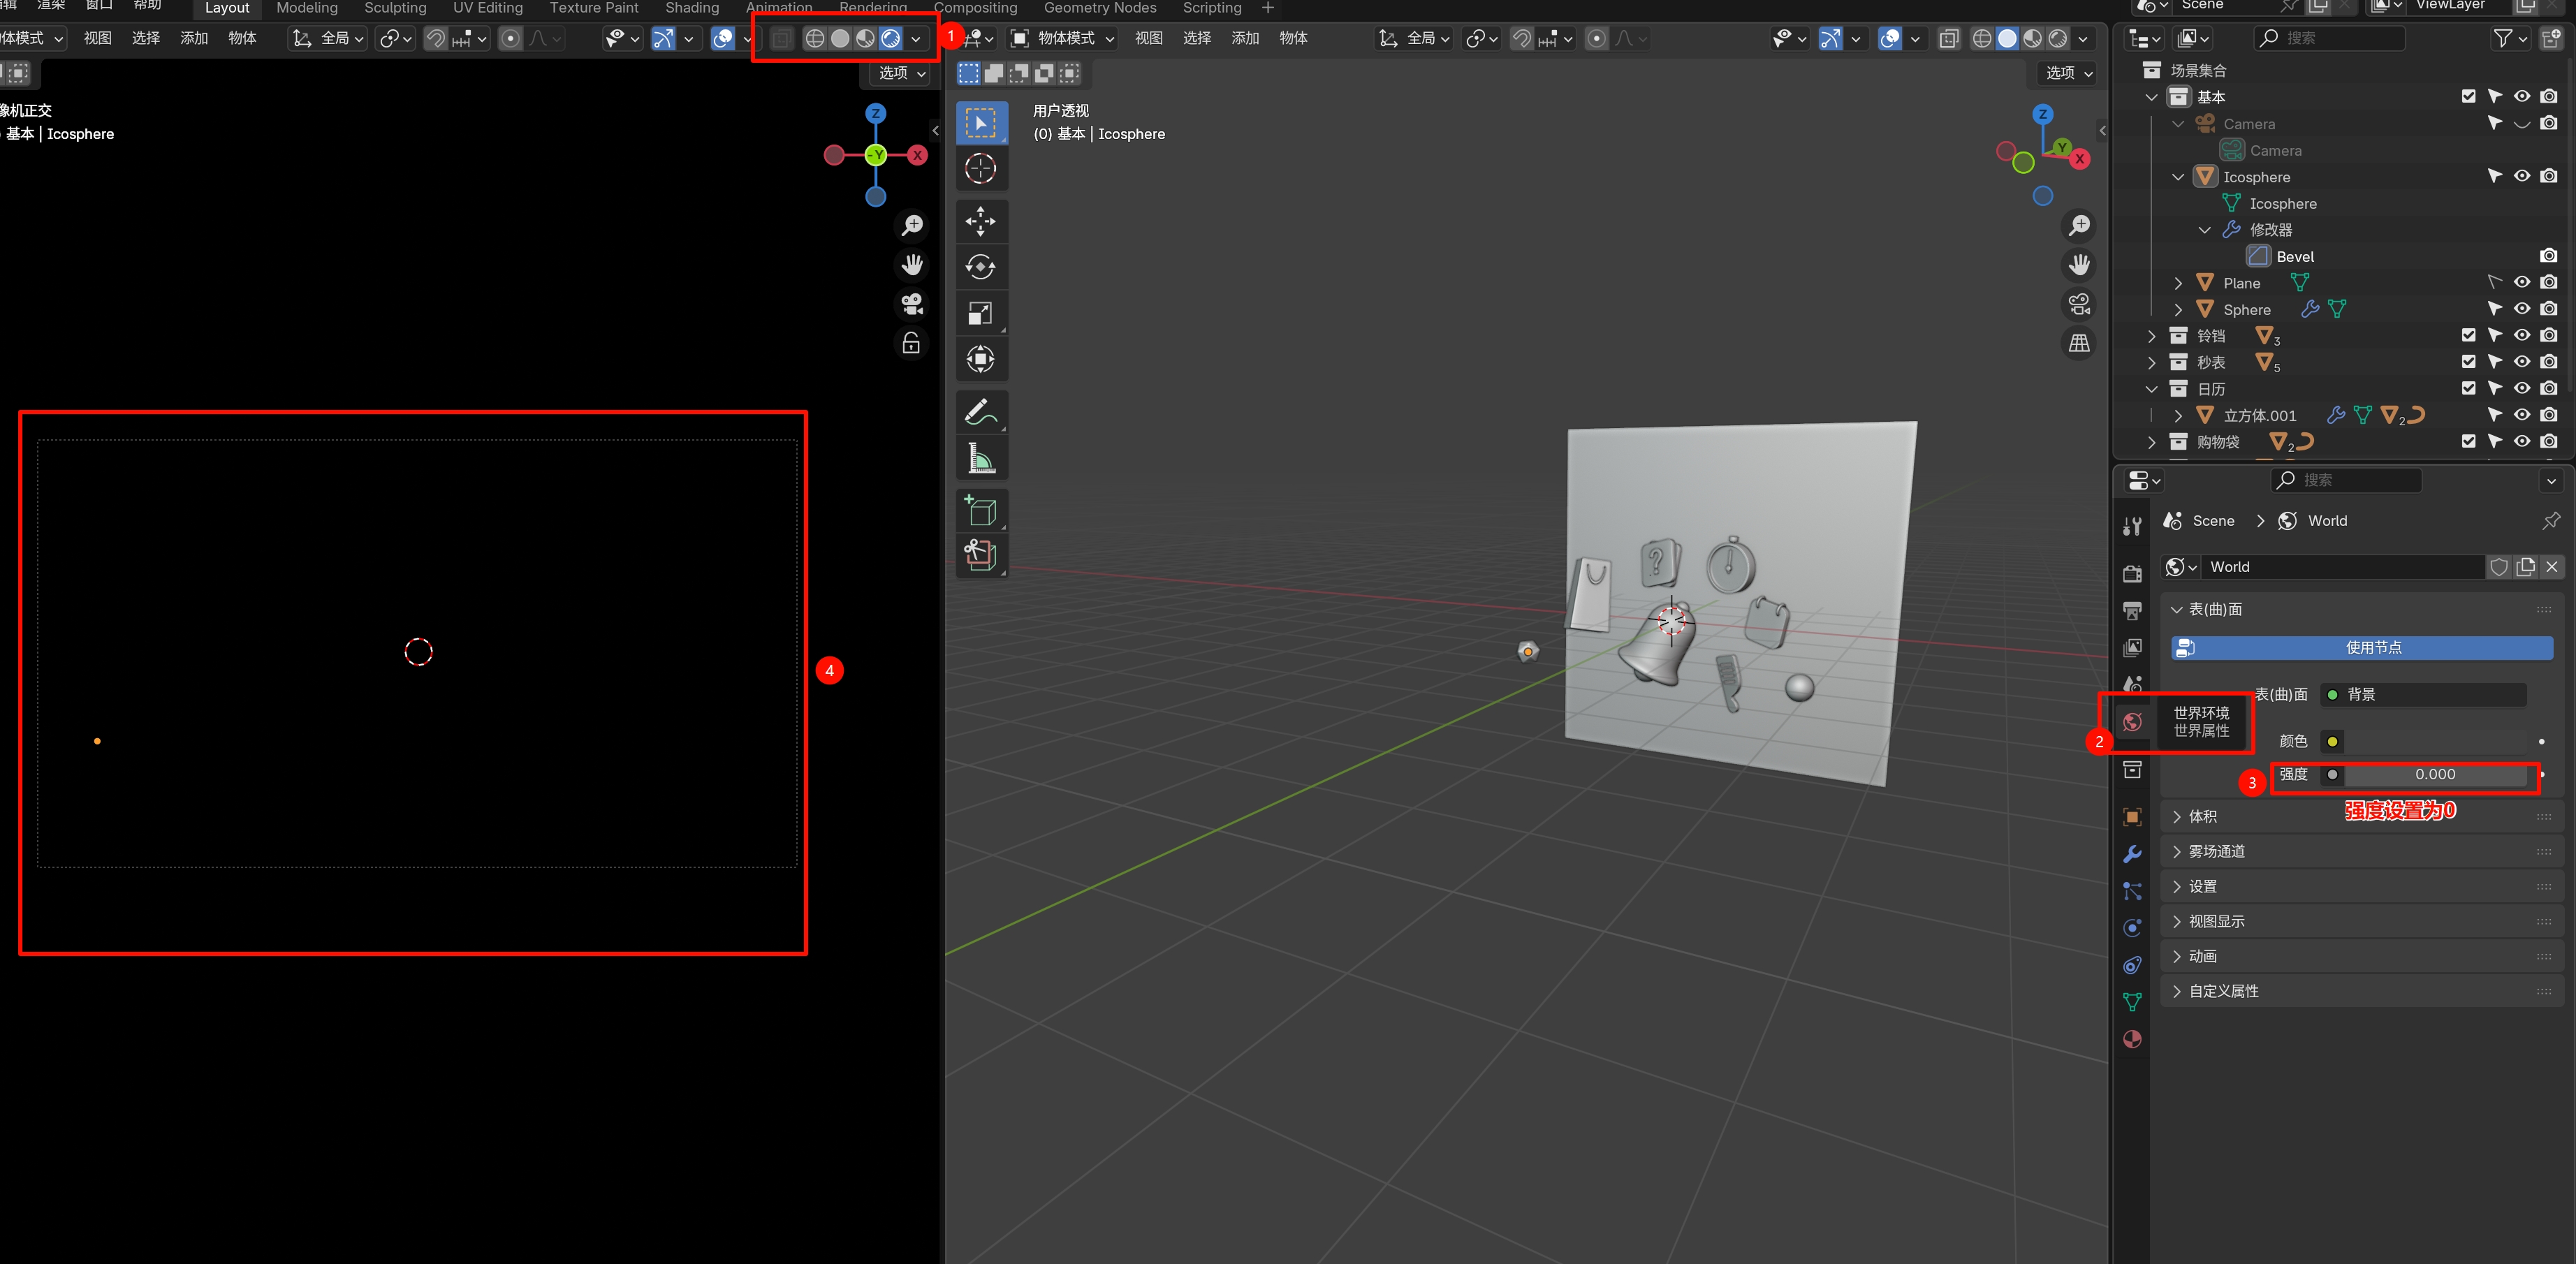 渲染 窗口 帮助 Layout Modeling Sculpting UV Editing Texture Paint Shading Animation Rendering Compositing Geometry Nodes Scripting + Scene ViewLayer
体模式 视图 选择 添加 物体 全局 1 物体模式 视图 选择 添加 物体 全局 搜索
选项 选项
像机正交
基本 | Icosphere
Z
-Y
X
用户透视
(0) 基本 | Icosphere
Z
Y
X
4
场景集合
基本
Camera
Camera
Icosphere
Icosphere
修改器
Bevel
Plane
Sphere
铃铛 3
秒表 5
日历
立方体.001 2
购物袋 2
搜索
Scene > World
World
表(曲)面
使用节点
表(曲)面 背景
世界环境
世界属性
2
颜色
3 强度 0.000
强度设置为0
体积
雾场通道
设置
视图显示
动画
自定义属性